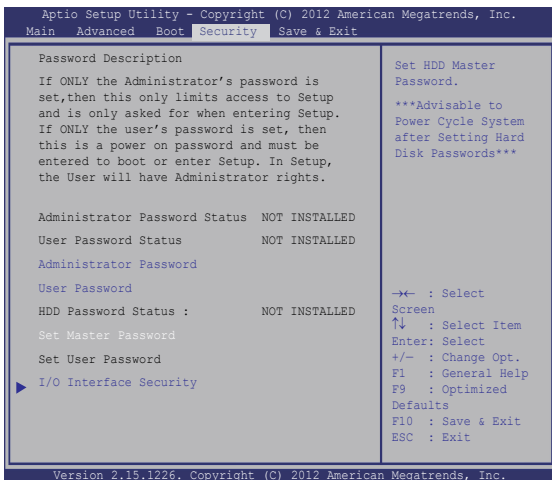 Aptio Setup Utility - Copyright (C) 2012 American Megatrends, Inc.
Main Advanced Boot Security Save & Exit
Password Description
If ONLY the Administrator's password is
set,then this only limits access to Setup
and is only asked for when entering Setup.
If ONLY the user's password is set, then
this is a power on password and must be
entered to boot or enter Setup. In Setup,
the User will have Administrator rights.
Administrator Password Status NOT INSTALLED
User Password Status NOT INSTALLED
Administrator Password
User Password
HDD Password Status : NOT INSTALLED
Set Master Password
Set User Password
I/O Interface Security
Set HDD Master
Password.
***Advisable to
Power Cycle System
after Setting Hard
Disk Passwords***
→← : Select
Screen
↑↓ : Select Item
Enter: Select
+/— : Change Opt.
F1 : General Help
F9 : Optimized
Defaults
F10 : Save & Exit
ESC : Exit
Version 2.15.1226. Copyright (C) 2012 American Megatrends, Inc.